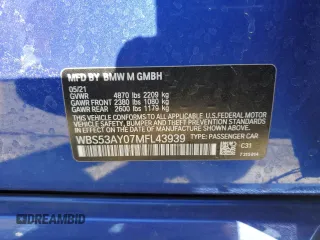 MFD BY BMW M GMBH
05/21
GVWR 4870 lbs 2209 kg
GAWR FRONT 2380 lbs 1080 kg
GAWR REAR 2600 lbs 1179 kg
THIS VEHICLE CONFORMS TO ALL APPLICABLE U.S. FEDERAL MOTOR
VEHICLE SAFETY, BUMPER, AND THEFT PREVENTION STANDARDS
IN EFFECT ON THE DATE OF MANUFACTURE SHOWN ABOVE.
WBS53AY07MFL43939 TYPE: PASSENGER CAR
C31
DREAMBID